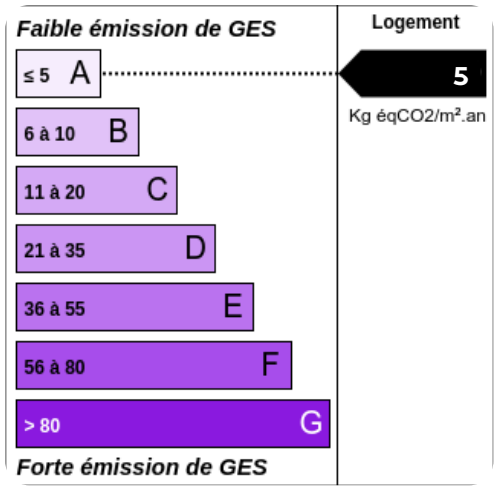 Faible émission de GES
Logement
≤ 5 A
5
Kg éqCO2/m².an
6 à 10 B
11 à 20 C
21 à 35 D
36 à 55 E
56 à 80 F
> 80 G
Forte émission de GES